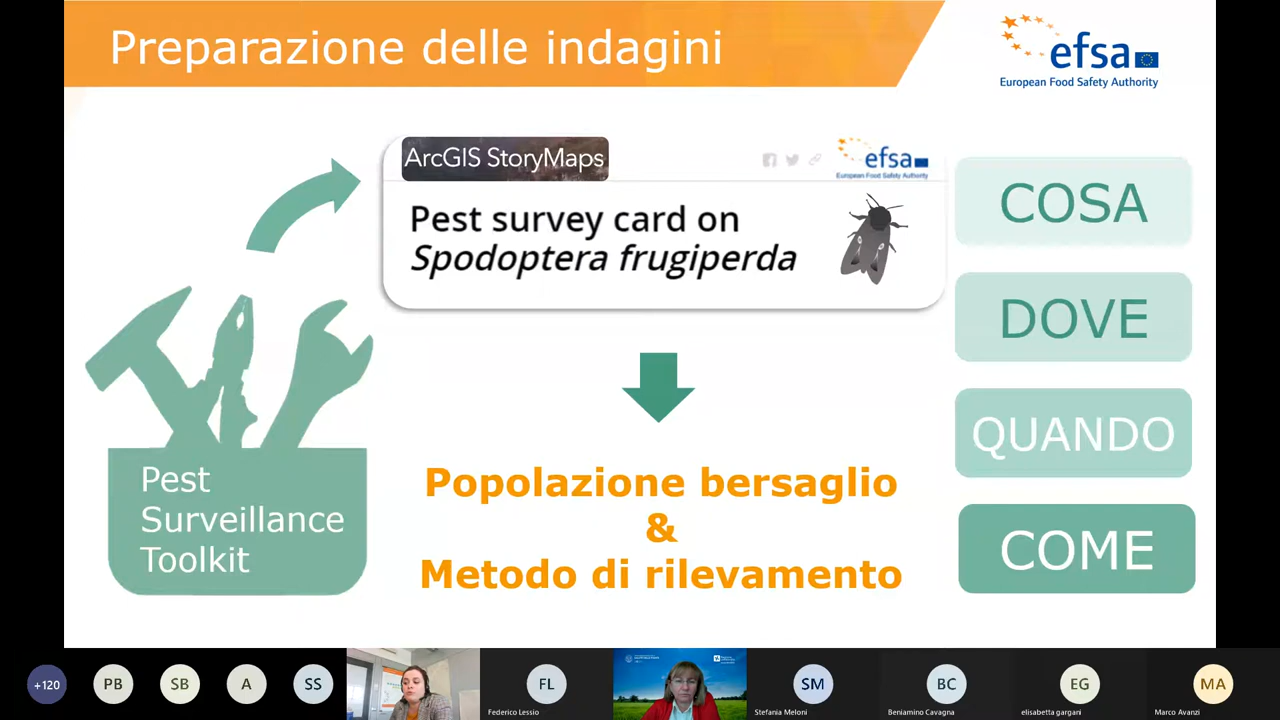 Preparazione delle indagini
efsa
European Food Safety Authority
ArcGIS StoryMaps
efsa
European Food Safety Authority
Pest survey card on
Spodoptera frugiperda
COSA
DOVE
QUANDO
COME
Pest
Surveillance
Toolkit
Popolazione bersaglio
&
Metodo di rilevamento
+120
PB
SB
A
SS
FL
Federico Lessio
SM
Stefania Meloni
BC
Beniamino Cavagna
EG
elisabetta gargani
MA
Marco Avanzi